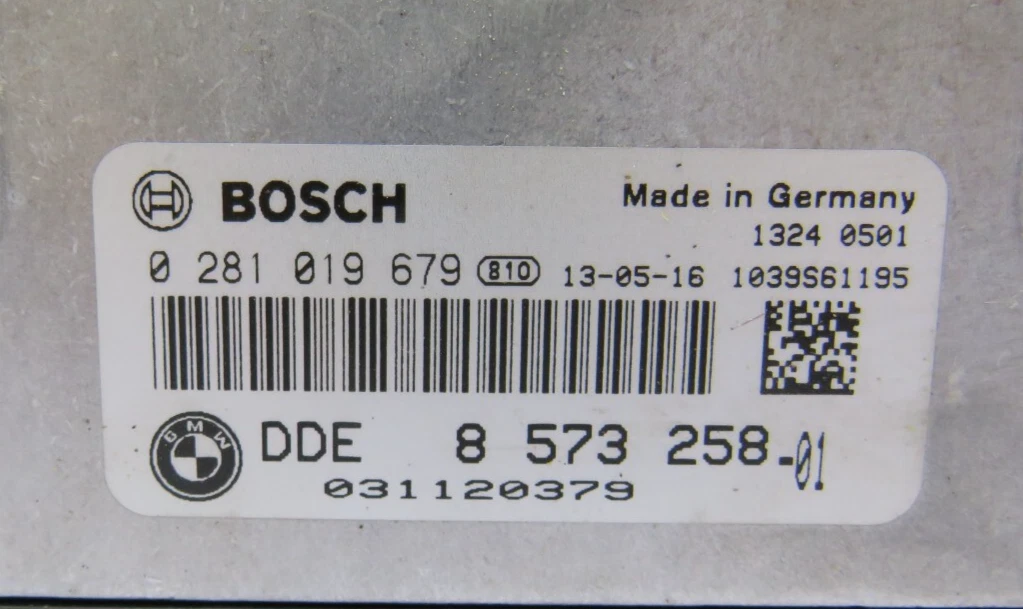 BOSCH
Made in Germany
1324 0501
0 281 019 679 810 13-05-16 1039S61195
BMW
DDE 8 573 258-01
031120379